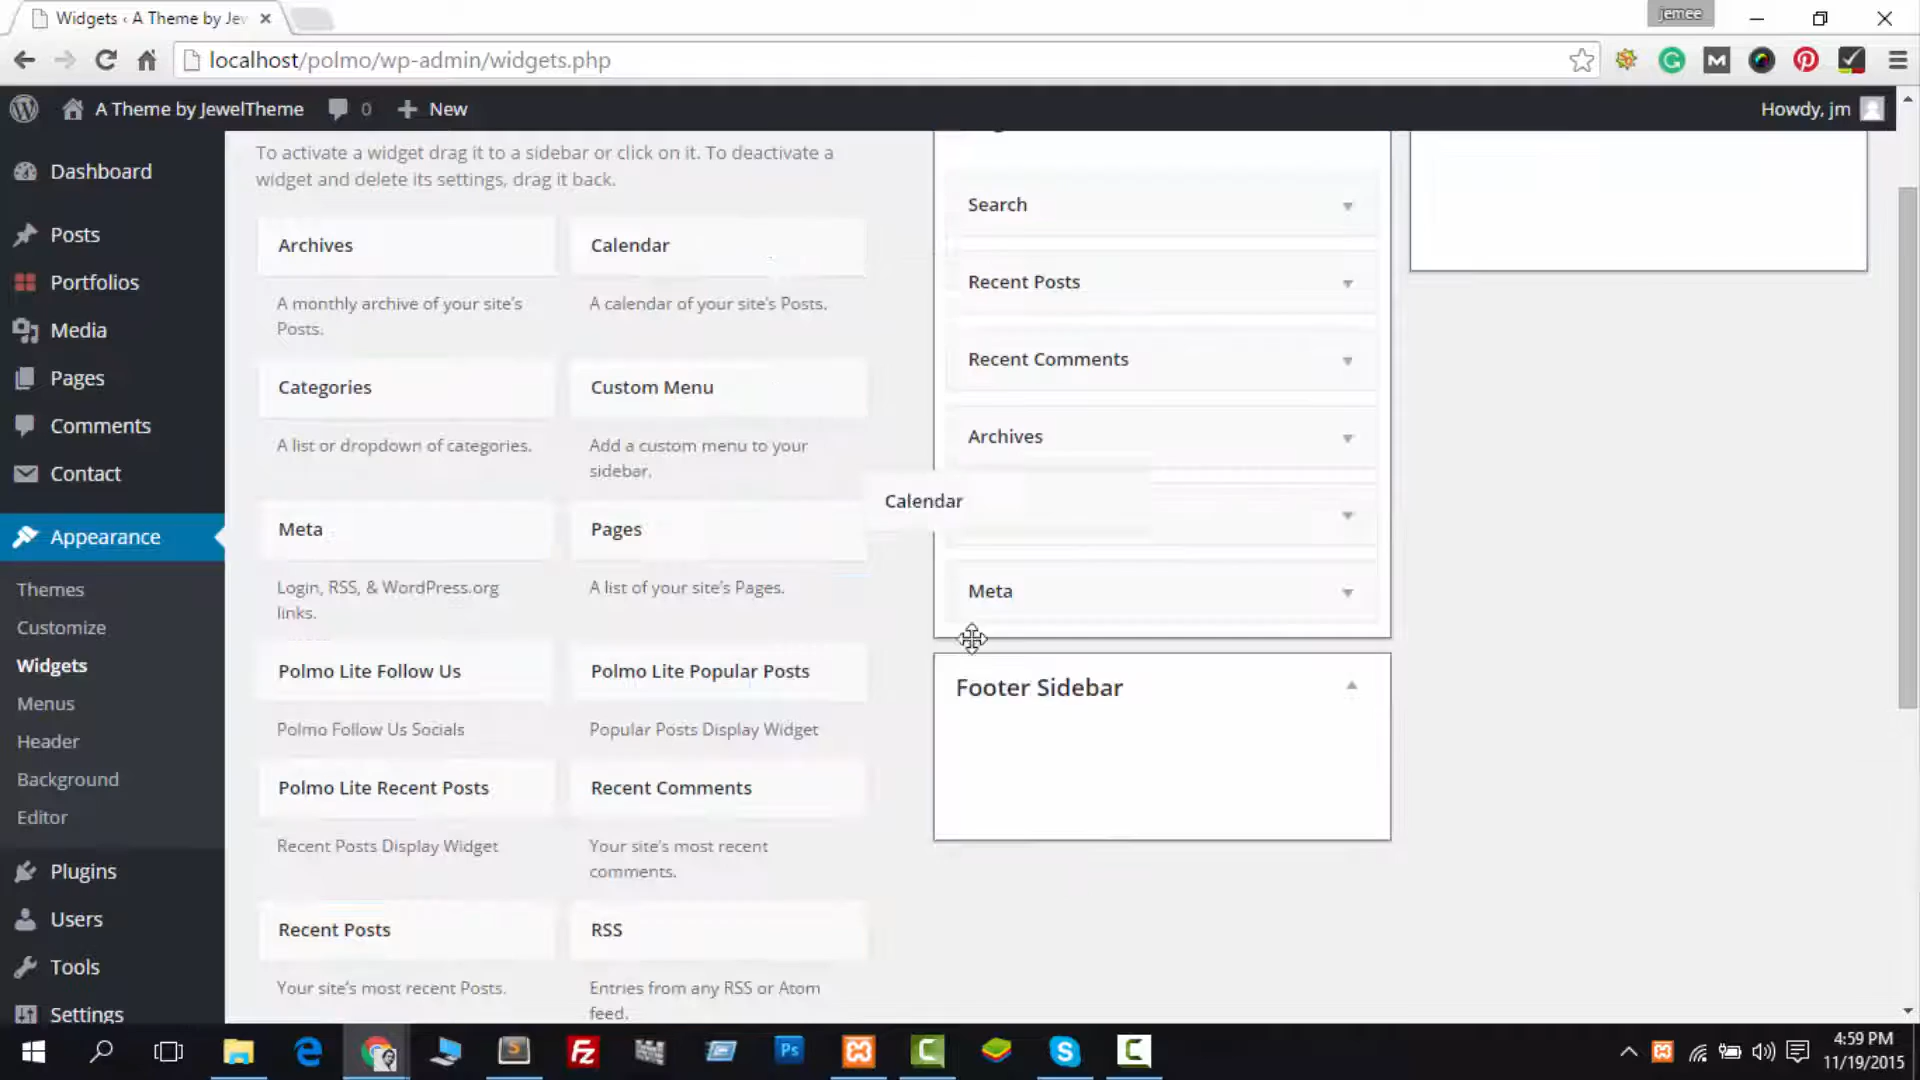 Widgets ‹ A Theme by Jew
jemee
localhost/polmo/wp-admin/widgets.php
A Theme by JewelTheme
0
New
Howdy, jm
Dashboard
Posts
Portfolios
Media
Pages
Comments
Contact
Appearance
Themes
Customize
Widgets
Menus
Header
Background
Editor
Plugins
Users
Tools
Settings
To activate a widget drag it to a sidebar or click on it. To deactivate a
widget and delete its settings, drag it back.
Archives
A monthly archive of your site's
Posts.
Calendar
A calendar of your site's Posts.
Categories
A list or dropdown of categories.
Custom Menu
Add a custom menu to your
sidebar.
Meta
Login, RSS, & WordPress.org
links.
Pages
A list of your site's Pages.
Polmo Lite Follow Us
Polmo Follow Us Socials
Polmo Lite Popular Posts
Popular Posts Display Widget
Polmo Lite Recent Posts
Recent Posts Display Widget
Recent Comments
Your site's most recent
comments.
Recent Posts
Your site's most recent Posts.
RSS
Entries from any RSS or Atom
feed.
Search
Recent Posts
Recent Comments
Archives
Calendar
Meta
Footer Sidebar
4:59 PM
11/19/2015